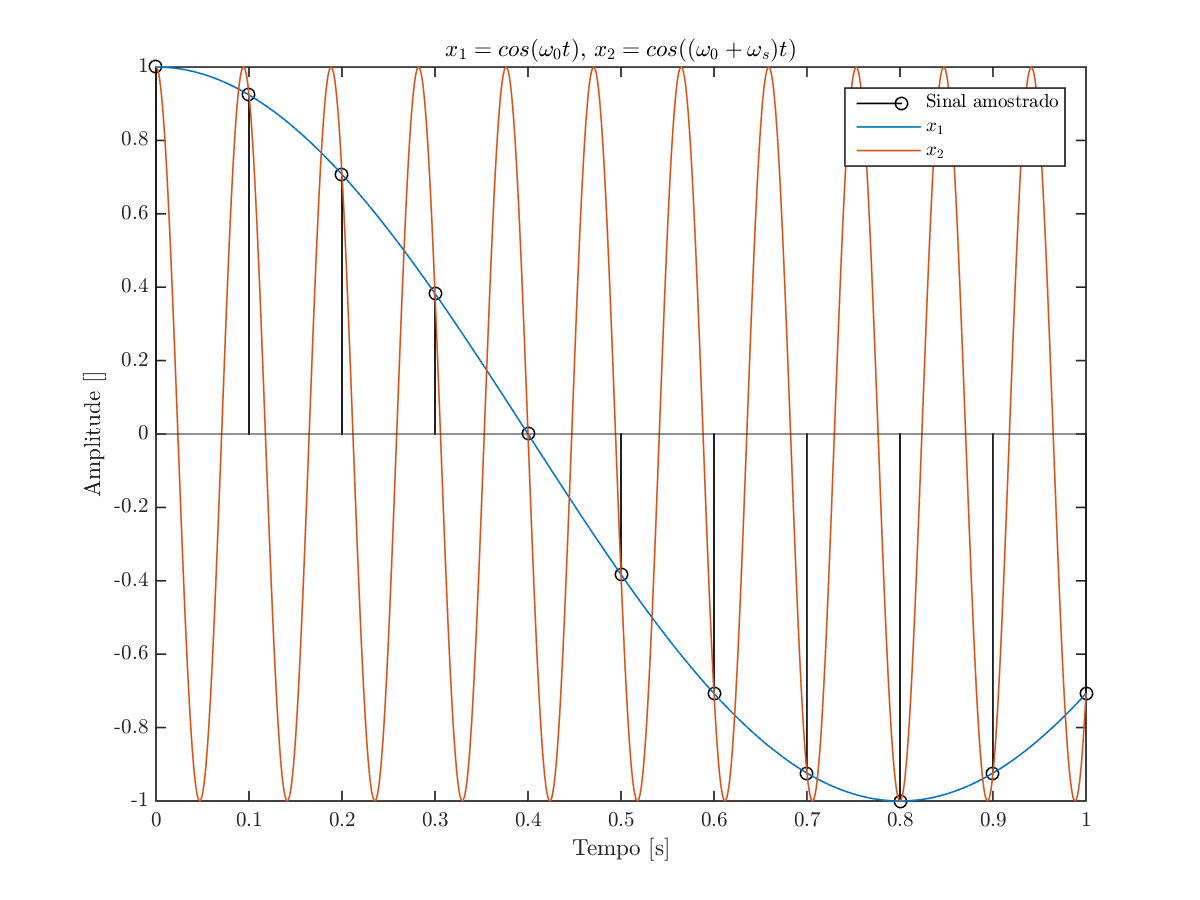 x₁ = cos(ω₀t), x₂ = cos((ω₀ + ωₛ)t)
Sinal amostrado
x₁
x₂
Amplitude []
1
0.8
0.6
0.4
0.2
0
-0.2
-0.4
-0.6
-0.8
-1
0 0.1 0.2 0.3 0.4 0.5 0.6 0.7 0.8 0.9 1
Tempo [s]